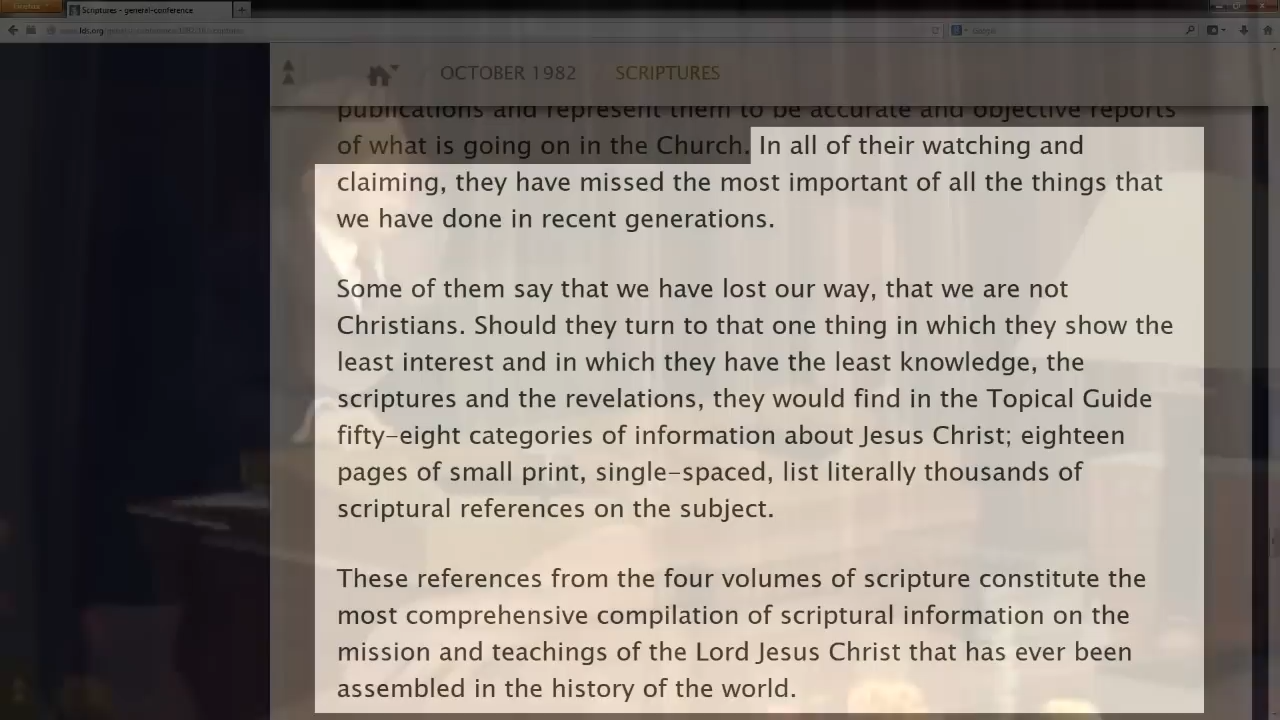 Scriptures - general-conference
OCTOBER 1982 SCRIPTURES
publications and represent them to be accurate and objective reports
of what is going on in the Church. In all of their watching and
claiming, they have missed the most important of all the things that
we have done in recent generations.
Some of them say that we have lost our way, that we are not
Christians. Should they turn to that one thing in which they show the
least interest and in which they have the least knowledge, the
scriptures and the revelations, they would find in the Topical Guide
fifty-eight categories of information about Jesus Christ; eighteen
pages of small print, single-spaced, list literally thousands of
scriptural references on the subject.
These references from the four volumes of scripture constitute the
most comprehensive compilation of scriptural information on the
mission and teachings of the Lord Jesus Christ that has ever been
assembled in the history of the world.